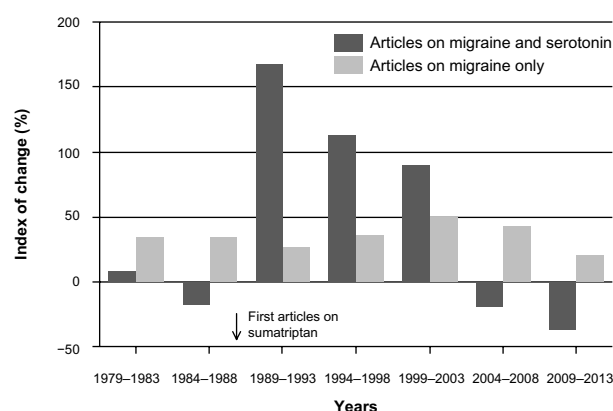 200
150
100
50
0
−50
Index of change (%)
Articles on migraine and serotonin
Articles on migraine only
First articles on
sumatriptan
1979–1983 1984–1988 1989–1993 1994–1998 1999–2003 2004–2008 2009–2013
Years